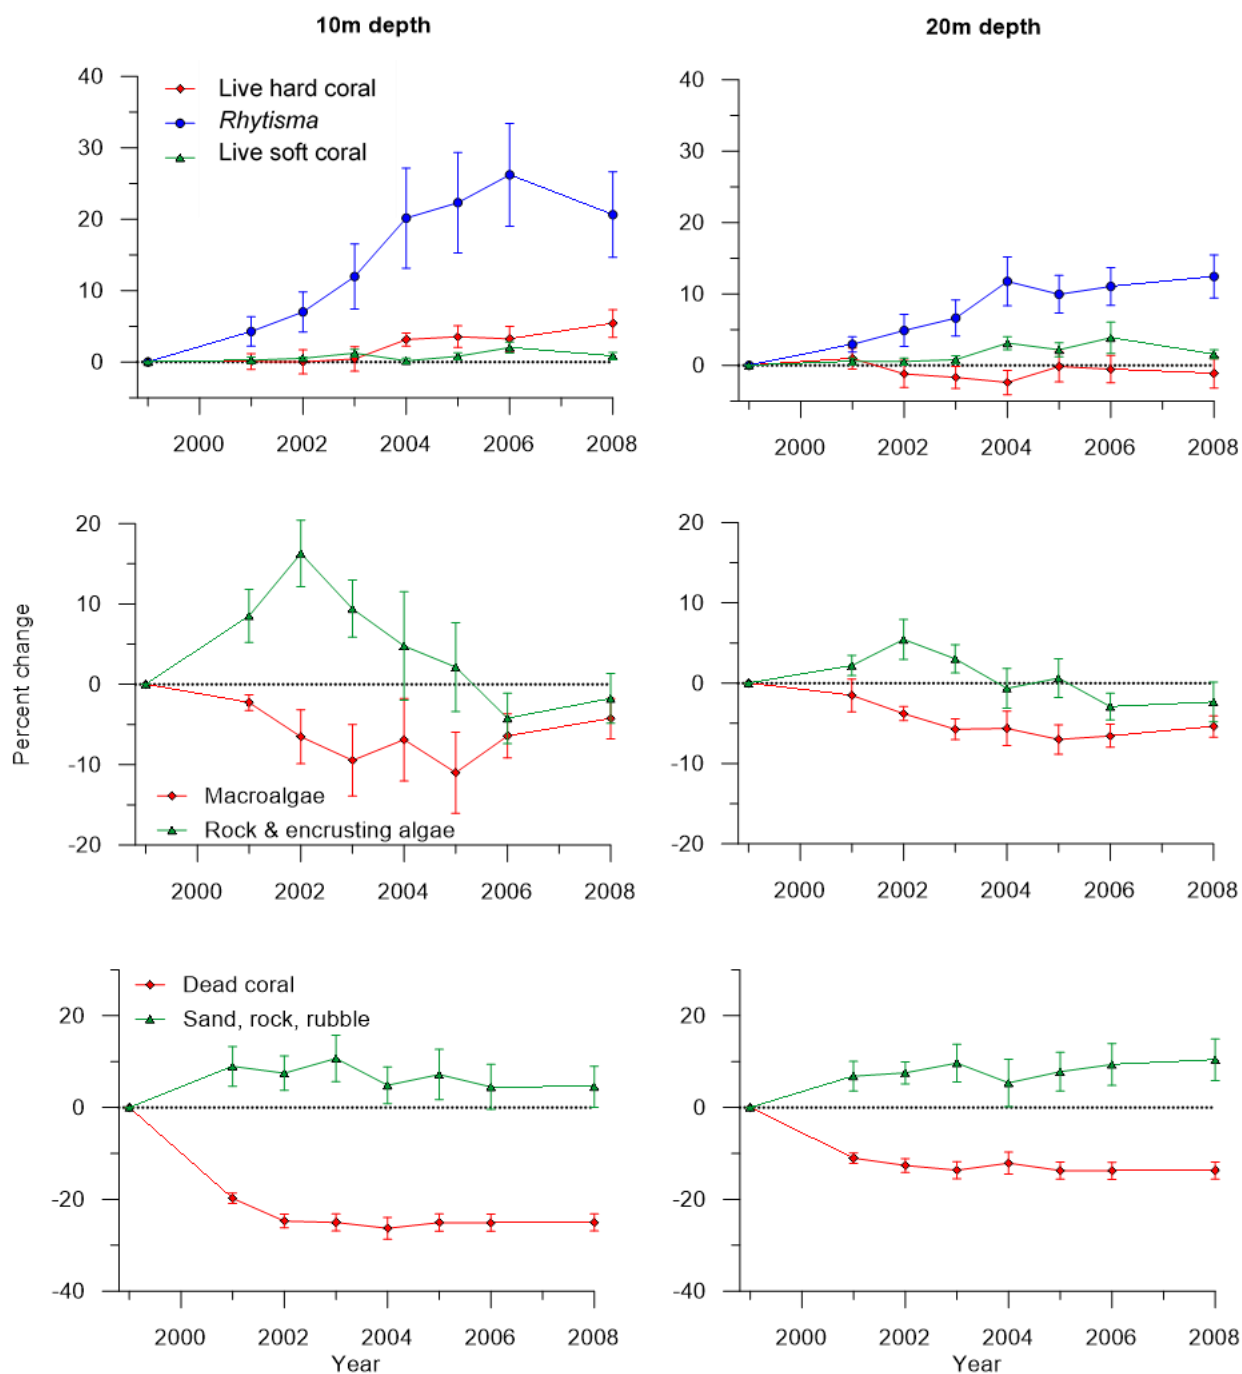 10m depth
20m depth
40
30
20
10
0
Live hard coral
Rhytisma
Live soft coral
2000 2002 2004 2006 2008
40
30
20
10
0
2000 2002 2004 2006 2008
Percent change
20
10
0
-10
-20
Macroalgae
Rock & encrusting algae
2000 2002 2004 2006 2008
20
10
0
-10
-20
2000 2002 2004 2006 2008
20
0
-20
-40
Dead coral
Sand, rock, rubble
2000 2002 2004 2006 2008
Year
20
0
-20
-40
2000 2002 2004 2006 2008
Year